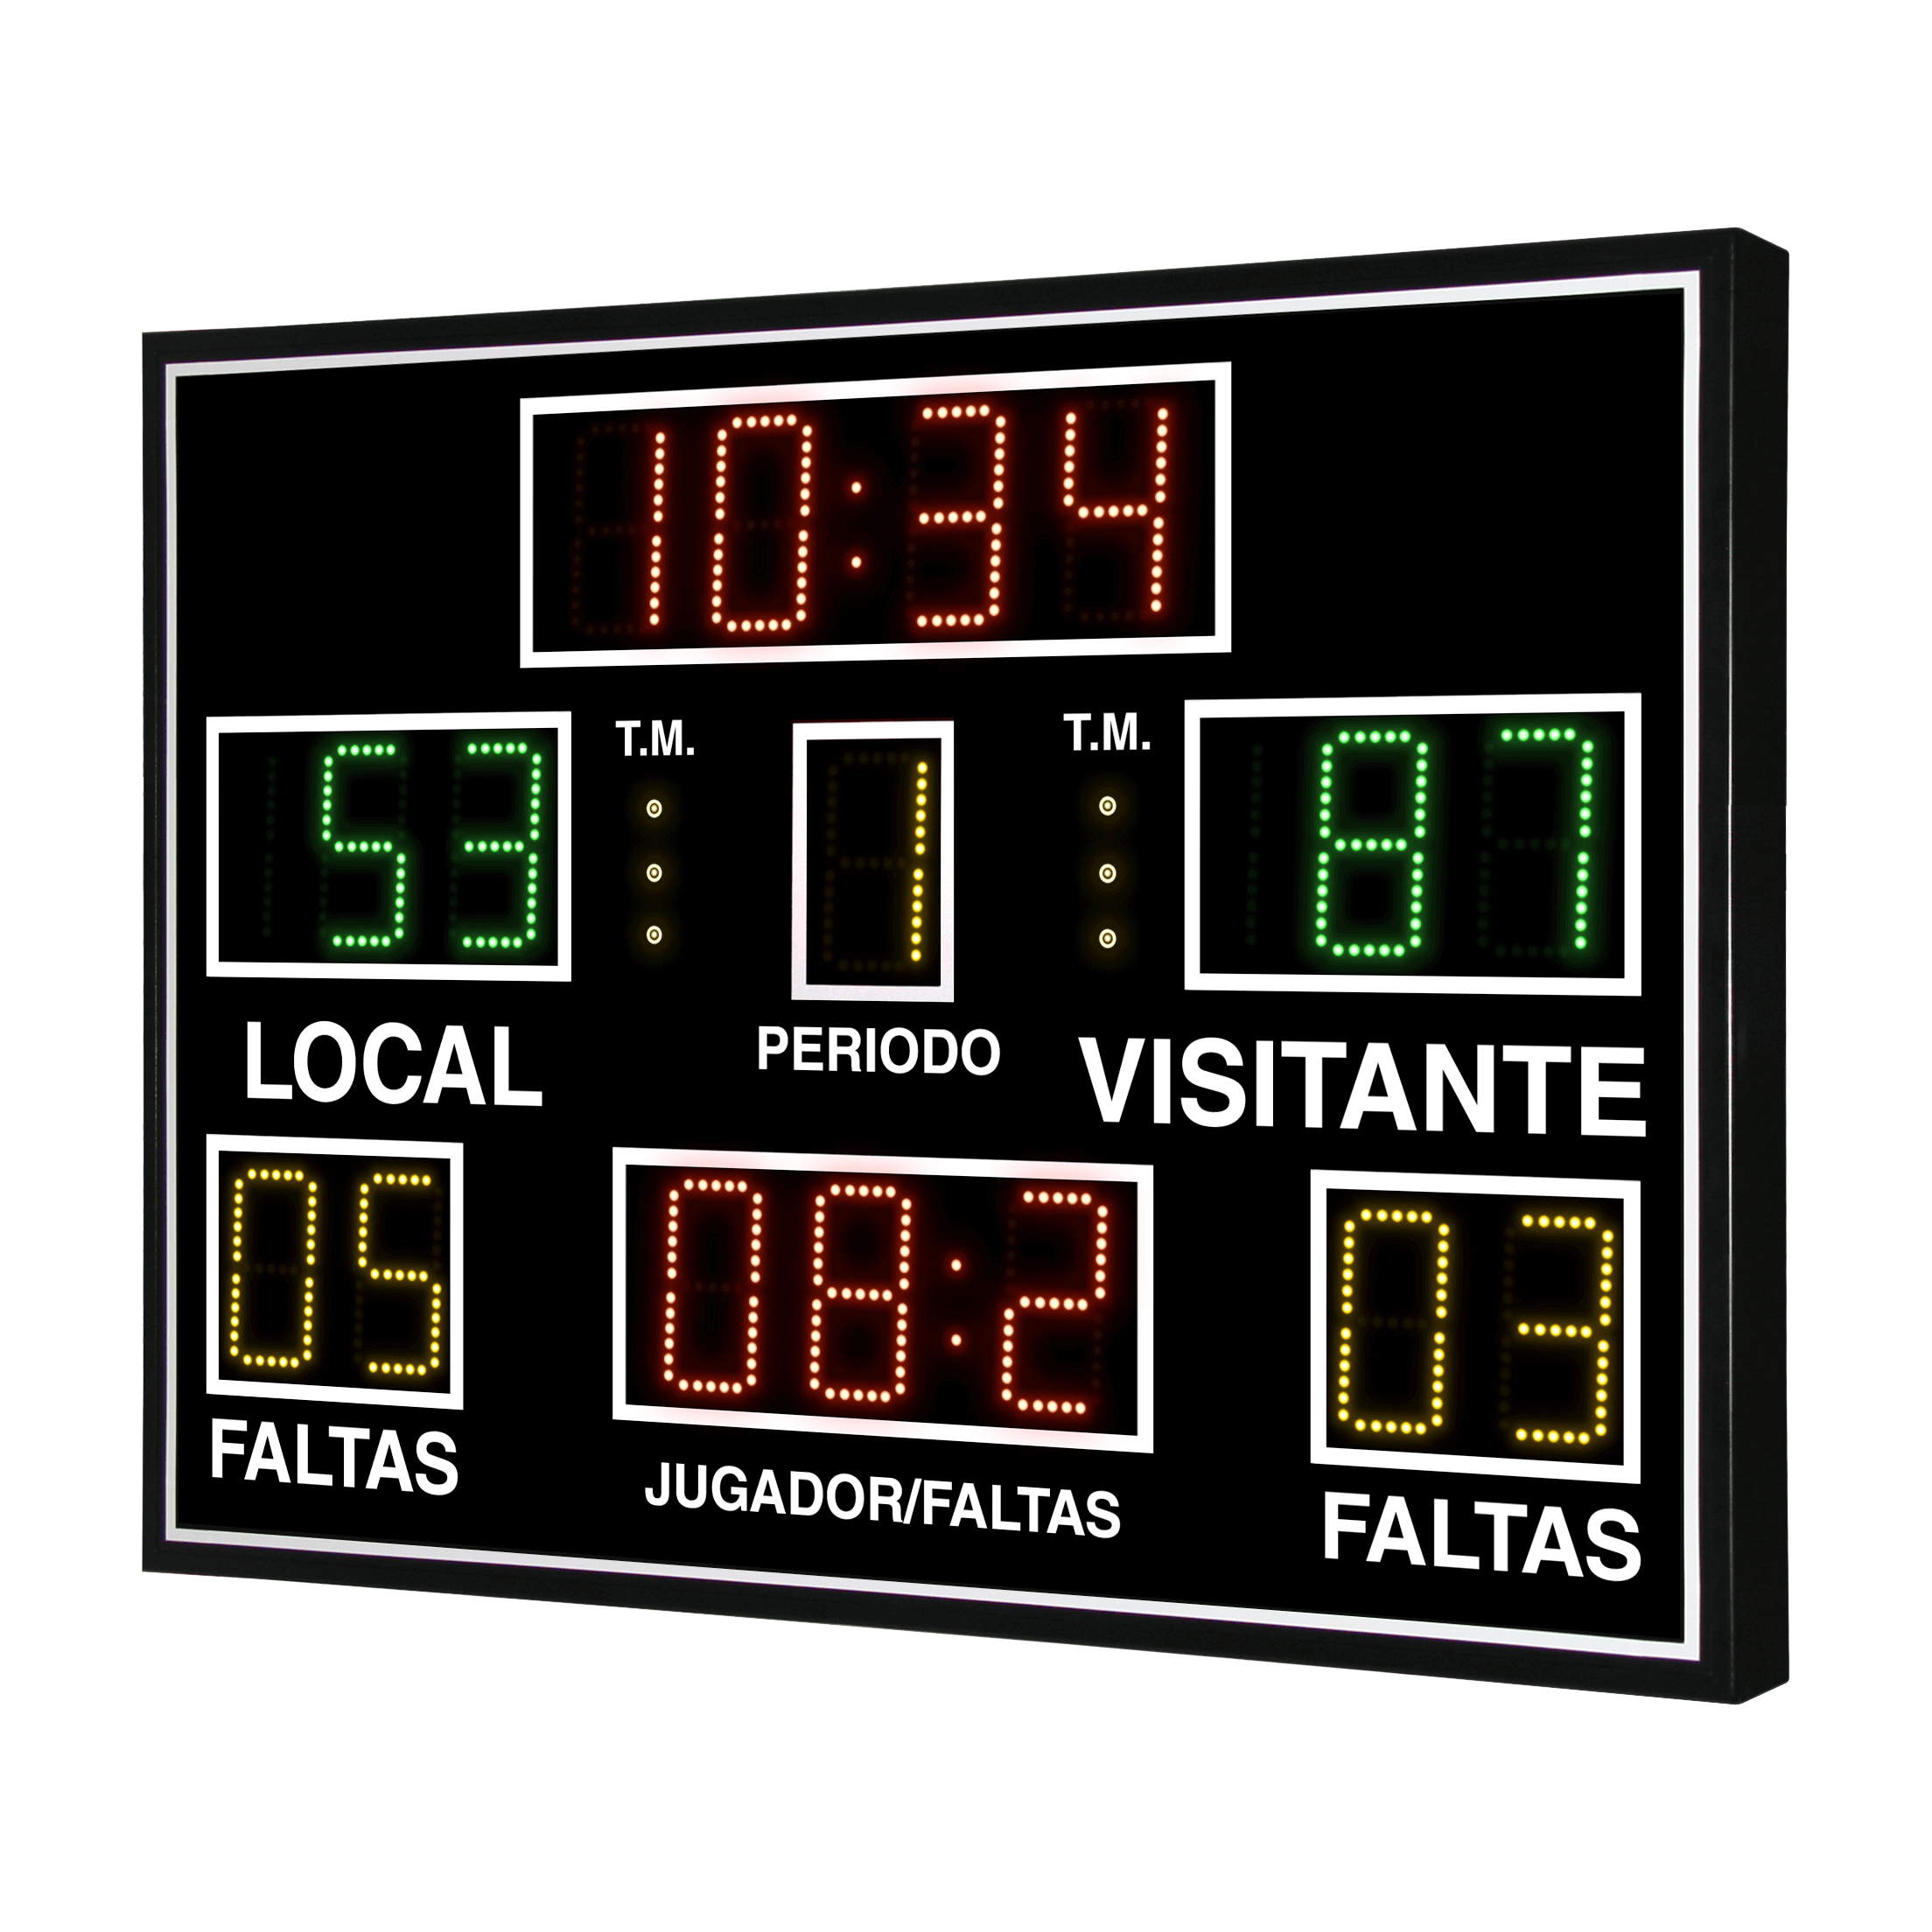 10:34
53 T.M. 1 T.M. 87
LOCAL PERIODO VISITANTE
05 08:2 03
FALTAS JUGADOR/FALTAS FALTAS